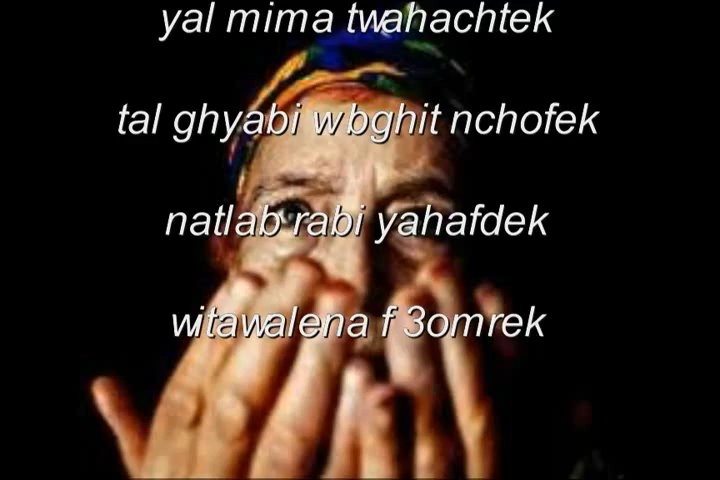 yal mima twahachtek
tal ghyabi wbghit nchofek
natlab rabi yahafdek
witawalena f 3omrek